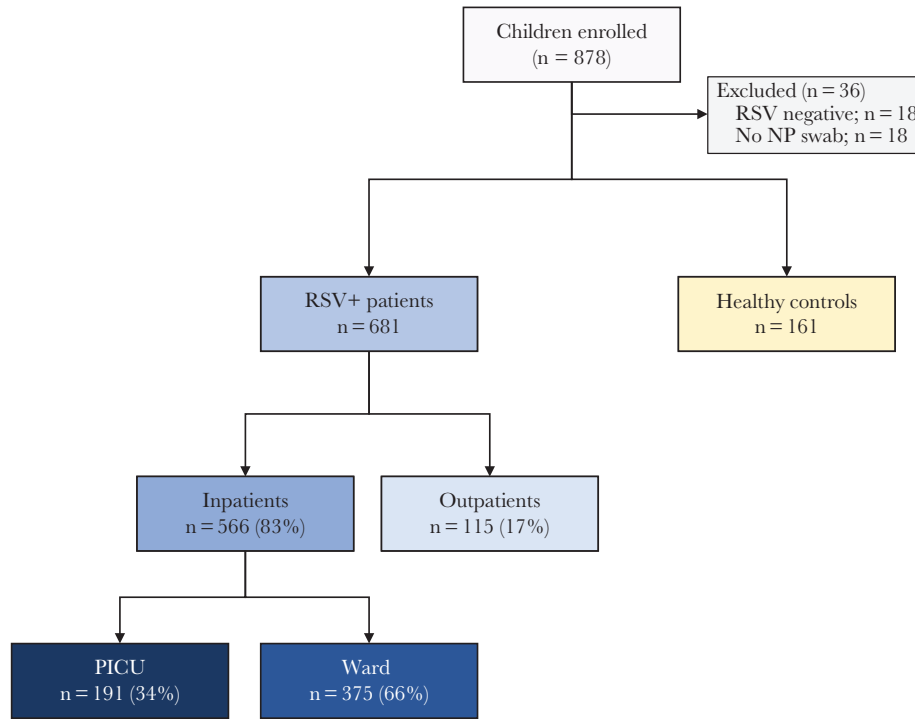 Children enrolled
(n = 878)
Excluded (n = 36)
RSV negative; n = 18
No NP swab; n = 18
RSV+ patients
n = 681
Healthy controls
n = 161
Inpatients
n = 566 (83%)
Outpatients
n = 115 (17%)
PICU
n = 191 (34%)
Ward
n = 375 (66%)